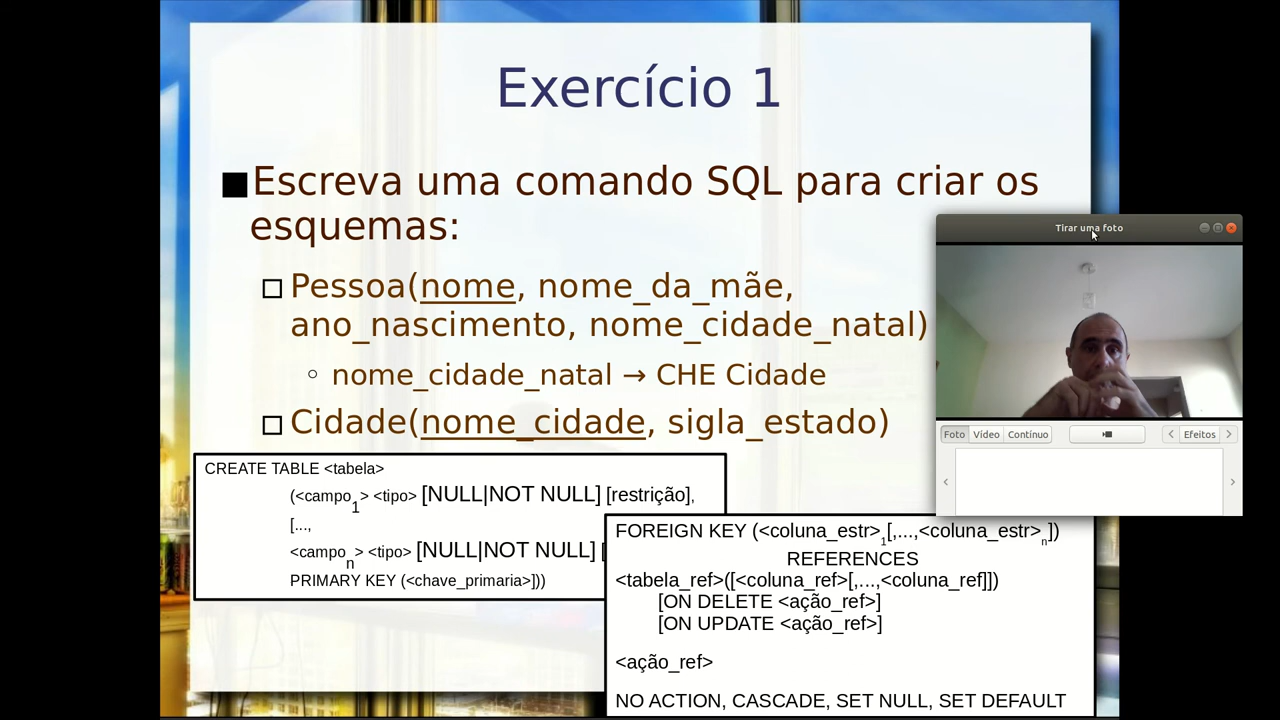 Exercício 1
Escreva uma comando SQL para criar os
esquemas:
Pessoa(nome, nome_da_mãe,
ano_nascimento, nome_cidade_natal)
nome_cidade_natal → CHE Cidade
Cidade(nome_cidade, sigla_estado)
CREATE TABLE <tabela>
(<campo1> <tipo> [NULL|NOT NULL] [restrição],
[...,
<campon> <tipo> [NULL|NOT NULL] [
PRIMARY KEY (<chave_primaria>]))
FOREIGN KEY (<coluna_estr>1[,...,<coluna_estr>n])
REFERENCES
<tabela_ref>([<coluna_ref>[,...,<coluna_ref]])
[ON DELETE <ação_ref>]
[ON UPDATE <ação_ref>]
<ação_ref>
NO ACTION, CASCADE, SET NULL, SET DEFAULT
Tirar uma foto
Foto Vídeo Contínuo Efeitos